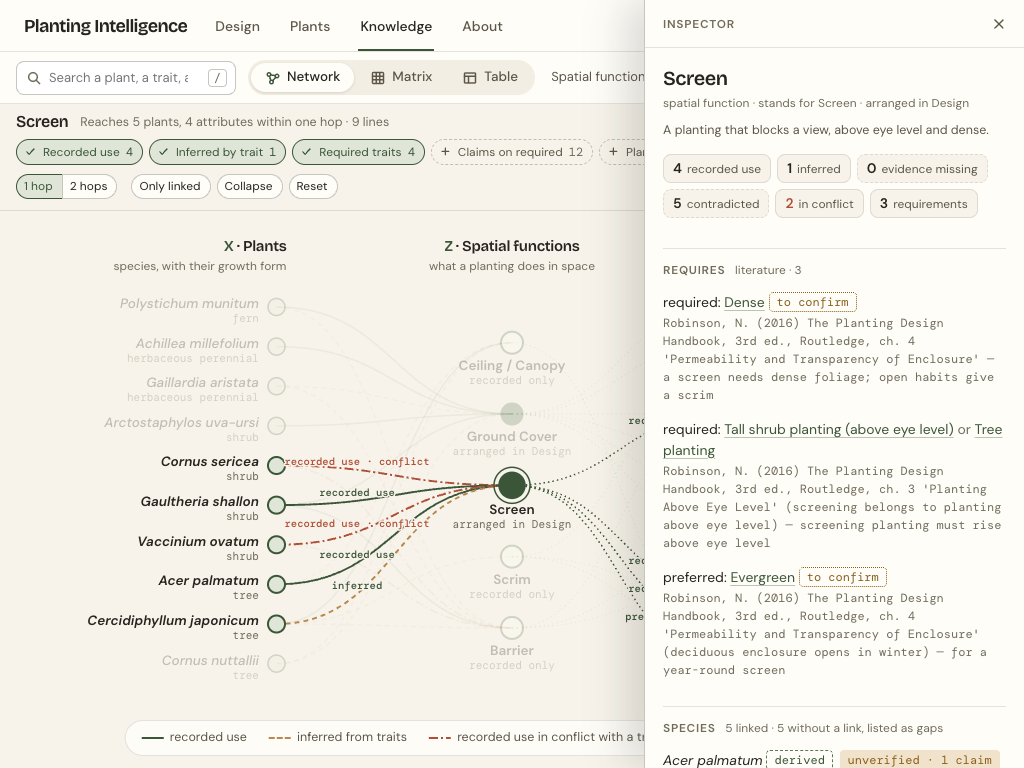 Planting Intelligence Design Plants Knowledge About
Search a plant, a trait, a / Network Matrix Table Spatial function
Screen Reaches 5 plants, 4 attributes within one hop · 9 lines
Recorded use 4 Inferred by trait 1 Required traits 4 Claims on required 12
1 hop 2 hops Only linked Collapse Reset
X · Plants
species, with their growth form
Z · Spatial functions
what a planting does in space
Polystichum munitum
fern
Achillea millefolium
herbaceous perennial
Gaillardia aristata
herbaceous perennial
Arctostaphylos uva-ursi
shrub
Cornus sericea
shrub
Gaultheria shallon
shrub
Vaccinium ovatum
shrub
Acer palmatum
tree
Cercidiphyllum japonicum
tree
Cornus nuttallii
tree
recorded use · conflict
recorded use
recorded use · conflict
recorded use
inferred
Ceiling / Canopy
recorded only
Ground Cover
arranged in Design
Screen
arranged in Design
Scrim
recorded only
Barrier
recorded only
recorded use inferred from traits recorded use in conflict with a
INSPECTOR
Screen
spatial function · stands for Screen · arranged in Design
A planting that blocks a view, above eye level and dense.
4 recorded use 1 inferred 0 evidence missing
5 contradicted 2 in conflict 3 requirements
REQUIRES literature · 3
required: Dense to confirm
Robinson, N. (2016) The Planting Design
Handbook, 3rd ed., Routledge, ch. 4
'Permeability and Transparency of Enclosure' —
a screen needs dense foliage; open habits give
a scrim
required: Tall shrub planting (above eye level) or Tree
planting
Robinson, N. (2016) The Planting Design
Handbook, 3rd ed., Routledge, ch. 3 'Planting
Above Eye Level' (screening belongs to planting
above eye level) — screening planting must rise
above eye level
preferred: Evergreen to confirm
Robinson, N. (2016) The Planting Design
Handbook, 3rd ed., Routledge, ch. 4
'Permeability and Transparency of Enclosure'
(deciduous enclosure opens in winter) — for a
year-round screen
SPECIES 5 linked · 5 without a link, listed as gaps
Acer palmatum derived unverified · 1 claim